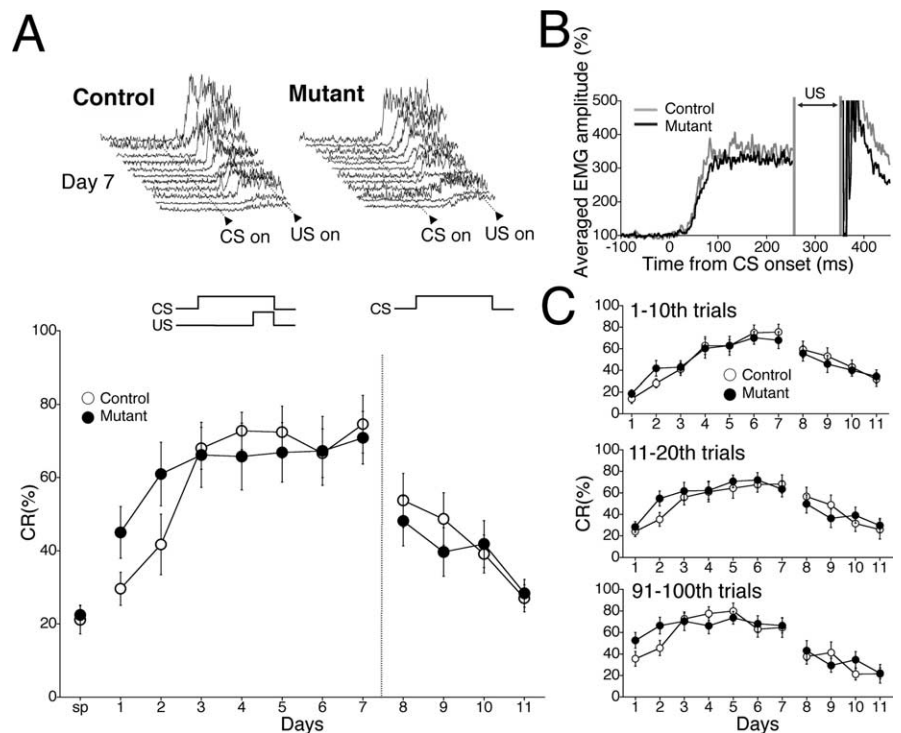 A
Control
Mutant
Day 7
CS on
US on
CS on
US on
CS
US
CS
100
80
60
40
20
0
CR(%)
Control
Mutant
sp 1 2 3 4 5 6 7 8 9 10 11
Days
B
Averaged EMG amplitude (%)
500
300
100
Control
Mutant
US
-100 0 100 200 300 400
Time from CS onset (ms)
C
1-10th trials
100
80
60
40
20
0
Control
Mutant
1 2 3 4 5 6 7 8 9 10 11
11-20th trials
100
80
60
40
20
0
CR(%)
1 2 3 4 5 6 7 8 9 10 11
91-100th trials
100
80
60
40
20
0
1 2 3 4 5 6 7 8 9 10 11
Days